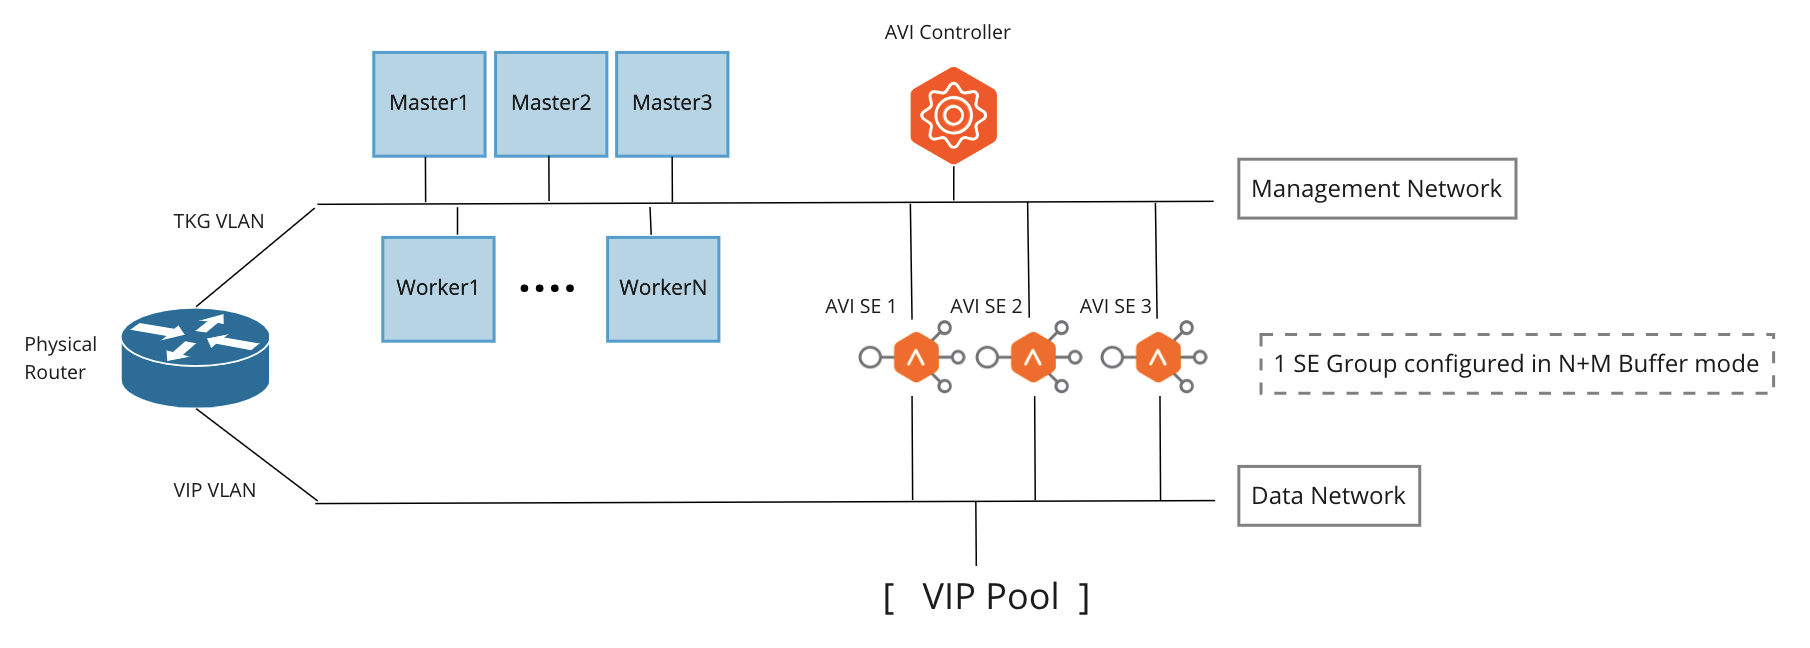 AVI Controller
Master1
Master2
Master3
Management Network
TKG VLAN
Worker1
WorkerN
AVI SE 1
AVI SE 2
AVI SE 3
Physical
Router
1 SE Group configured in N+M Buffer mode
VIP VLAN
Data Network
[ VIP Pool ]